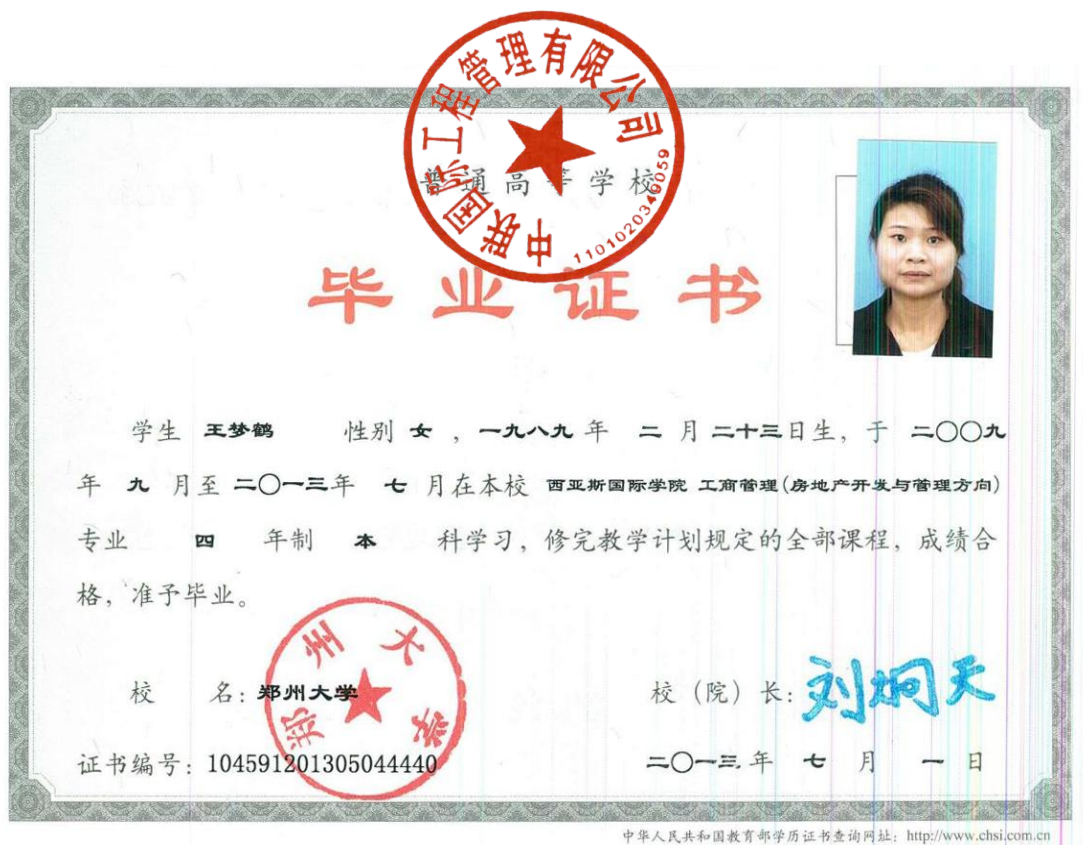 中联国际工程管理有限公司
1101020340059
普通高等学校
毕业证书
学生 王梦鹤 性别 女 ，一九八九 年 二 月 二十三日生，于 二〇〇九
年 九 月至 二〇一三年 七 月在本校 西亚斯国际学院 工商管理(房地产开发与管理方向)
专业 四 年制 本 科学习，修完教学计划规定的全部课程，成绩合
格，准予毕业。
郑州大学
校 名：郑州大学
校（院）长：刘炯天
证书编号：104591201305044440
二〇一三 年 七 月 一 日
中华人民共和国教育部学历证书查询网址：http://www.chsi.com.cn